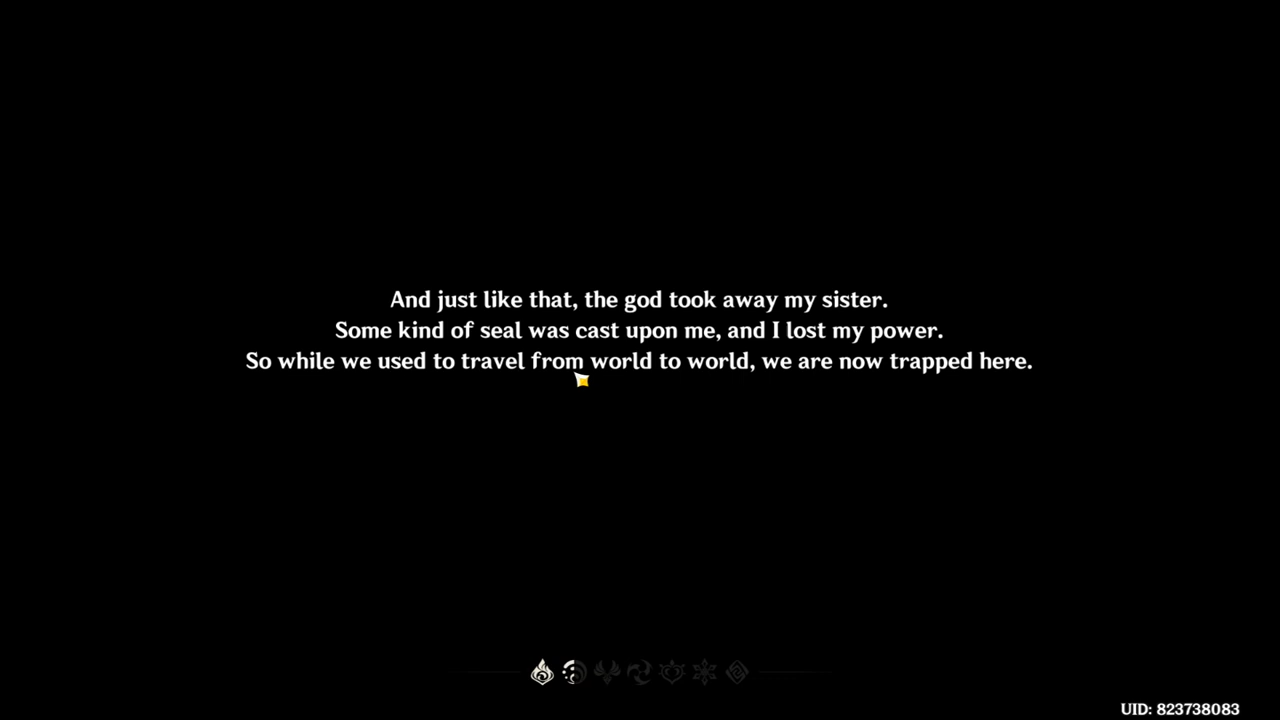 And just like that, the god took away my sister.
Some kind of seal was cast upon me, and I lost my power.
So while we used to travel from world to world, we are now trapped here.
UID: 823738083